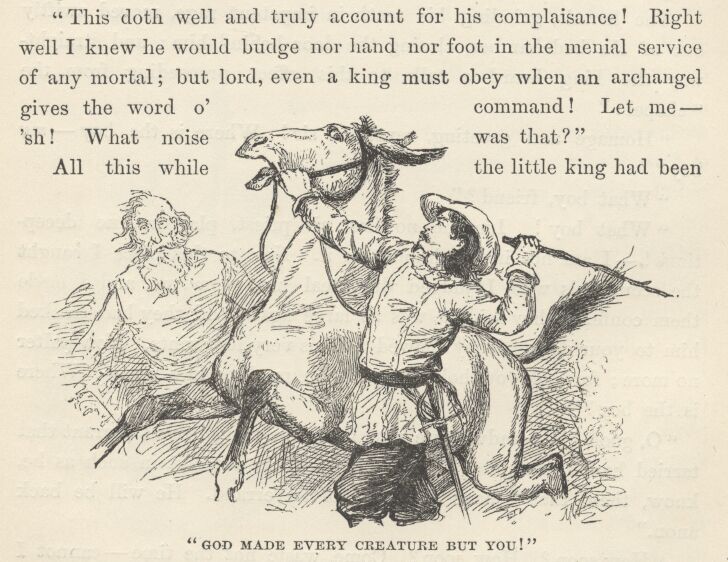 “This doth well and truly account for his complaisance! Right
well I knew he would budge nor hand nor foot in the menial service
of any mortal; but lord, even a king must obey when an archangel
gives the word o’ command! Let me—
’sh! What noise was that?”
All this while the little king had been
“GOD MADE EVERY CREATURE BUT YOU!”